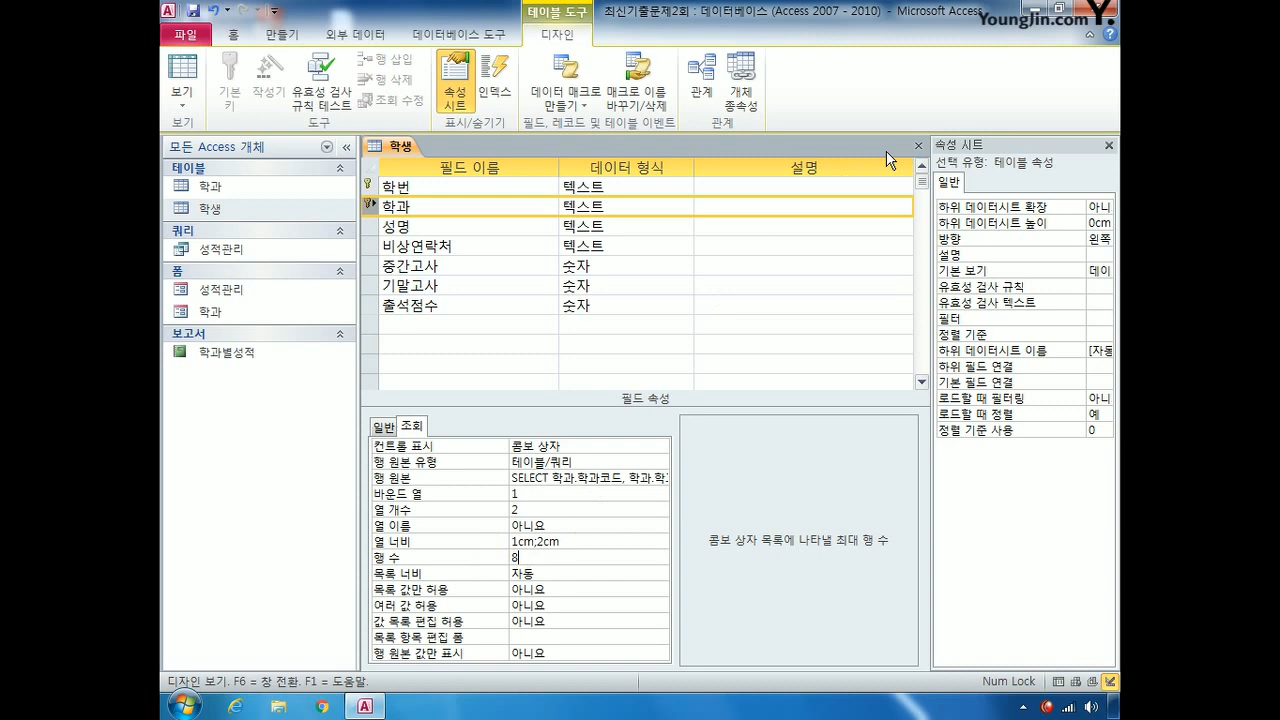 테이블 도구
최신기출문제2회 : 데이터베이스 (Access 2007 - 2010) - Microsoft Access
YoungJin.com Y.
파일 홈 만들기 외부 데이터 데이터베이스 도구 디자인
보기
기본 키
작성기
유효성 검사 규칙 테스트
행 삽입
행 삭제
조회 수정
속성 시트
인덱스
데이터 매크로 만들기
매크로 이름 바꾸기/삭제
관계
개체 종속성
보기 도구 표시/숨기기 필드, 레코드 및 테이블 이벤트 관계
모든 Access 개체
테이블
학과
학생
쿼리
성적관리
폼
성적관리
학과
보고서
학과별성적
학생
필드 이름 데이터 형식 설명
학번 텍스트
학과 텍스트
성명 텍스트
비상연락처 텍스트
중간고사 숫자
기말고사 숫자
출석점수 숫자
필드 속성
일반 조회
컨트롤 표시 콤보 상자
행 원본 유형 테이블/쿼리
행 원본 SELECT 학과.학과코드, 학과.학
바운드 열 1
열 개수 2
열 이름 아니요
열 너비 1cm;2cm
행 수 8
목록 너비 자동
목록 값만 허용 아니요
여러 값 허용 아니요
값 목록 편집 허용 아니요
목록 항목 편집 폼
행 원본 값만 표시 아니요
콤보 상자 목록에 나타낼 최대 행 수
속성 시트
선택 유형: 테이블 속성
일반
하위 데이터시트 확장 아니
하위 데이터시트 높이 0cm
방향 왼쪽
설명
기본 보기 데이
유효성 검사 규칙
유효성 검사 텍스트
필터
정렬 기준
하위 데이터시트 이름 [자동
하위 필드 연결
기본 필드 연결
로드할 때 필터링 아니
로드할 때 정렬 예
정렬 기준 사용 0
디자인 보기. F6 = 창 전환. F1 = 도움말.
Num Lock